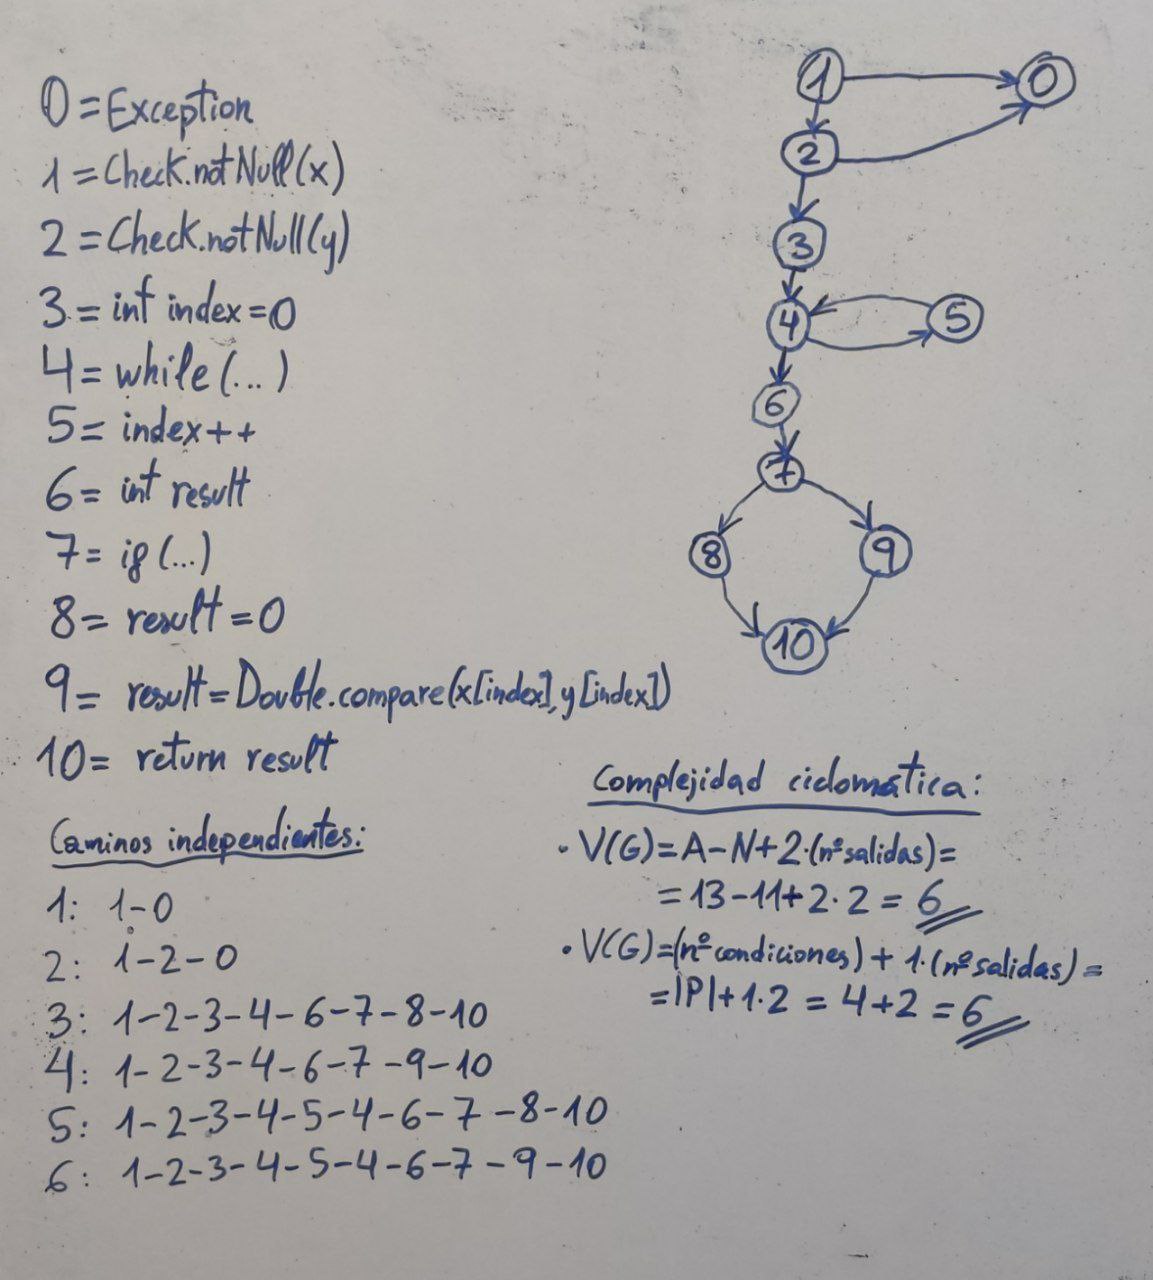 0=Exception
1=Check.notNull(x)
2=Check.notNull(y)
3=int index=0
4=while(...)
5=index++
6=int result
7=if(...)
8=result=0
9=result=Double.compare(x[index],y[index])
10=return result
1
0
2
3
4
5
6
7
8
9
10
Caminos independientes:
1: 1-0
2: 1-2-0
3: 1-2-3-4-6-7-8-10
4: 1-2-3-4-6-7-9-10
5: 1-2-3-4-5-4-6-7-8-10
6: 1-2-3-4-5-4-6-7-9-10
Complejidad ciclomática:
· V(G)=A-N+2·(nº salidas)=
=13-11+2·2=6
· V(G)=(nº condiciones)+1·(nº salidas)=
=|P|+1·2=4+2=6